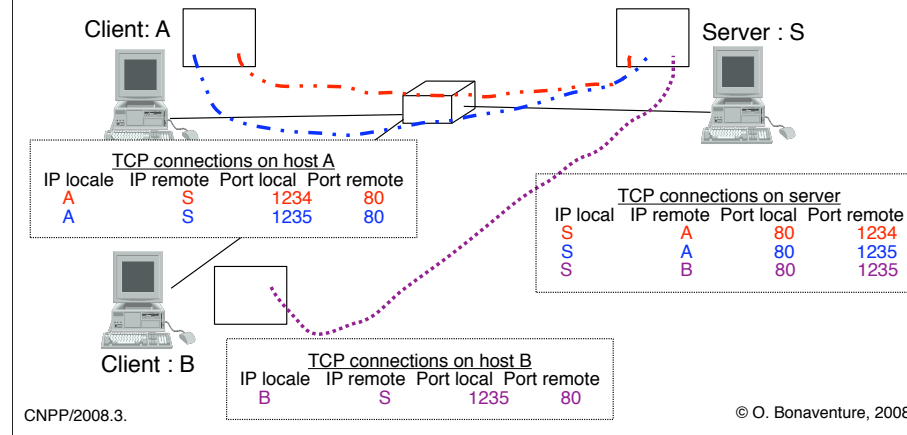 Client: A
Server : S
TCP connections on host A
IP locale IP remote Port local Port remote
A S 1234 80
A S 1235 80
TCP connections on server
IP local IP remote Port local Port remote
S A 80 1234
S A 80 1235
S B 80 1235
Client : B
TCP connections on host B
IP locale IP remote Port local Port remote
B S 1235 80
CNPP/2008.3.
© O. Bonaventure, 2008